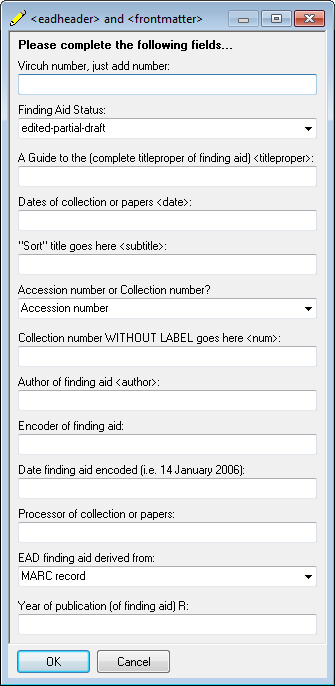 <eadheader> and <frontmatter>
Please complete the following fields...
Vircuh number, just add number:
Finding Aid Status:
edited-partial-draft
A Guide to the (complete titleproper of finding aid) <titleproper>:
Dates of collection or papers <date>:
"Sort" title goes here <subtitle>:
Accession number or Collection number?
Accession number
Collection number WITHOUT LABEL goes here <num>:
Author of finding aid <author>:
Encoder of finding aid:
Date finding aid encoded (i.e. 14 January 2006):
Processor of collection or papers:
EAD finding aid derived from:
MARC record
Year of publication (of finding aid) R:
OK Cancel